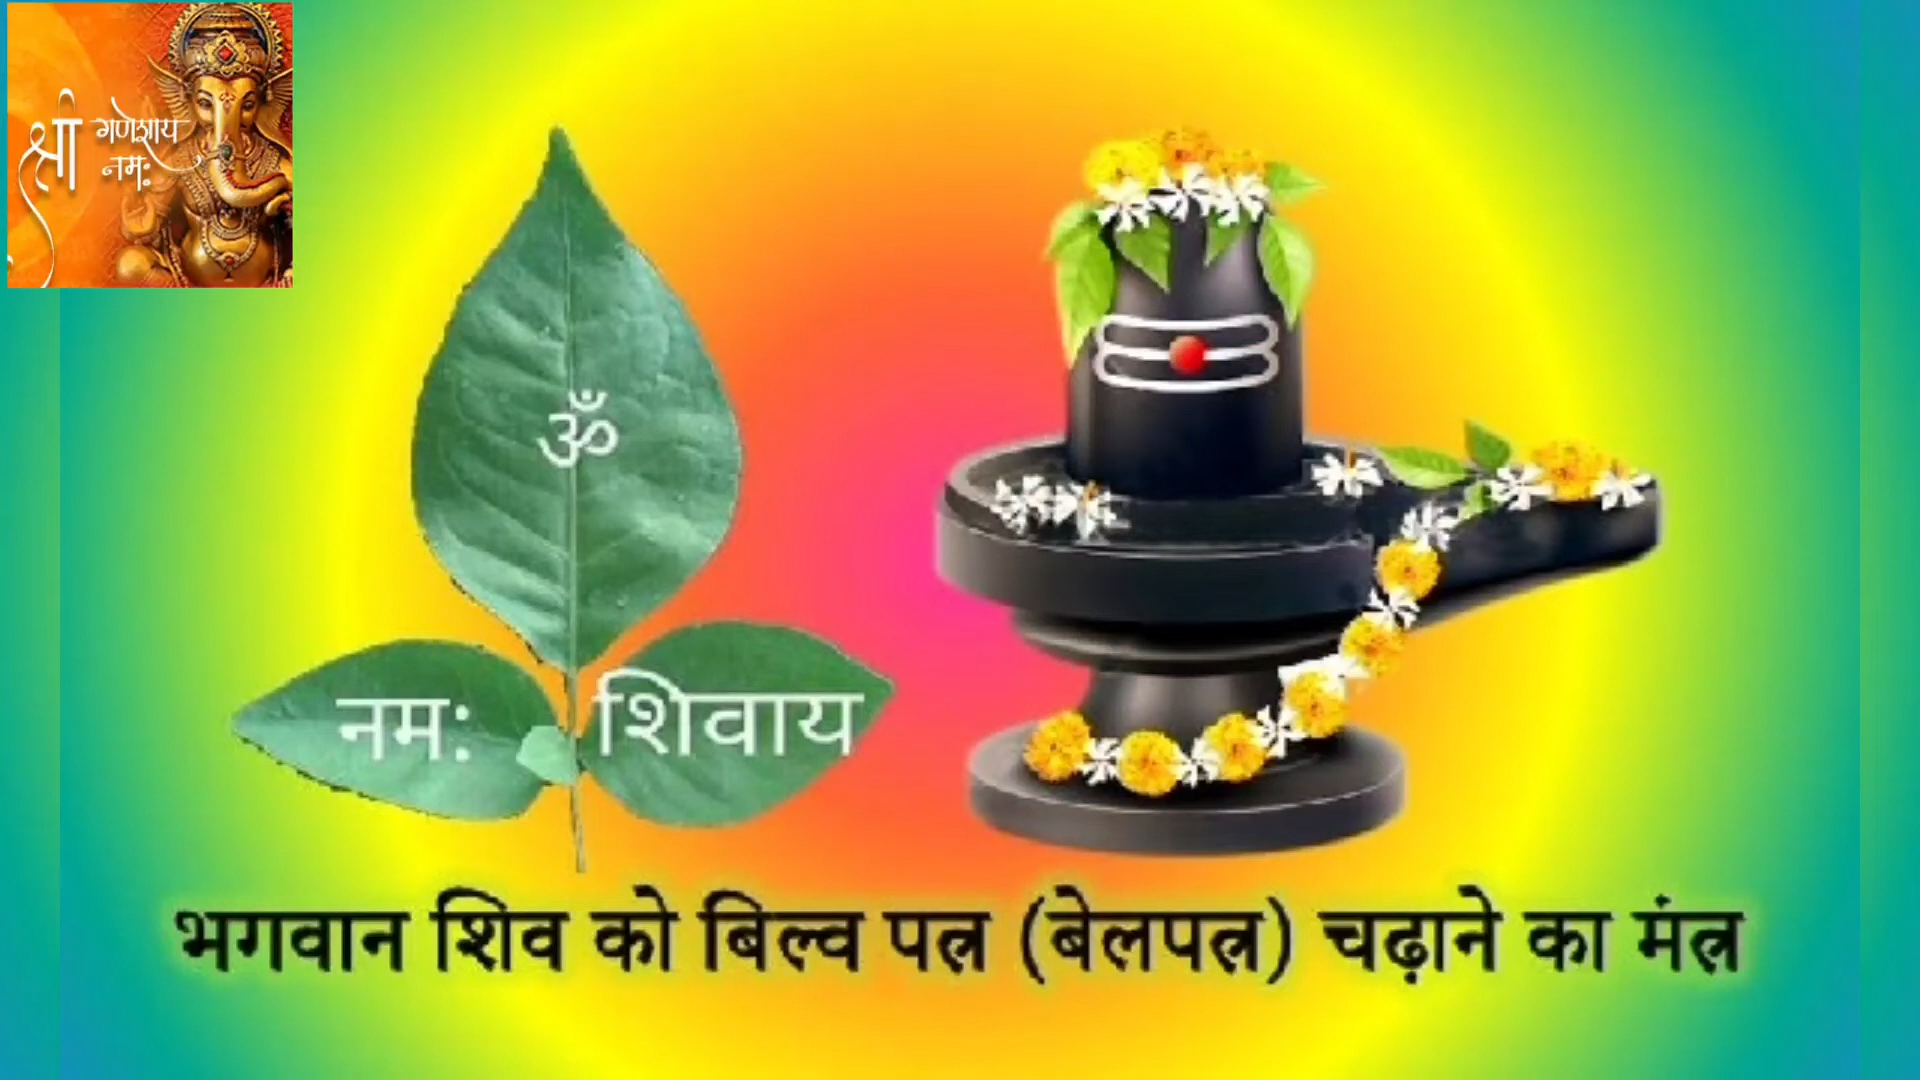 श्री गणेशाय
नमः
ॐ
नमः शिवाय
भगवान शिव को बिल्व पत्र (बेलपत्र) चढ़ाने का मंत्र